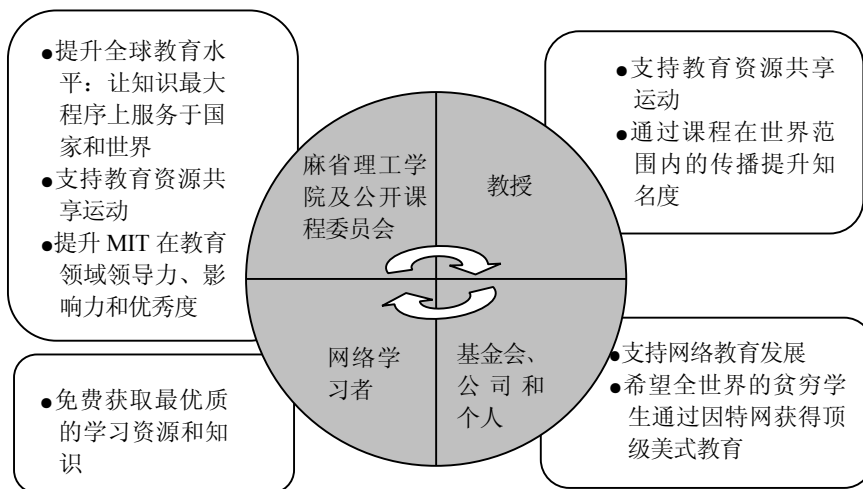 ●提升全球教育水
平：让知识最大
程序上服务于国
家和世界
●支持教育资源共
享运动
●提升 MIT 在教育
领域领导力、影
响力和优秀度
麻省理工学
院及公开课
程委员会
教授
●支持教育资源共享
运动
●通过课程在世界范
围内的传播提升知
名度
●免费获取最优质
的学习资源和知
识
网络学
习者
基金会、
公司和
个人
●支持网络教育发展
●希望全世界的贫穷学
生通过因特网获得顶
级美式教育